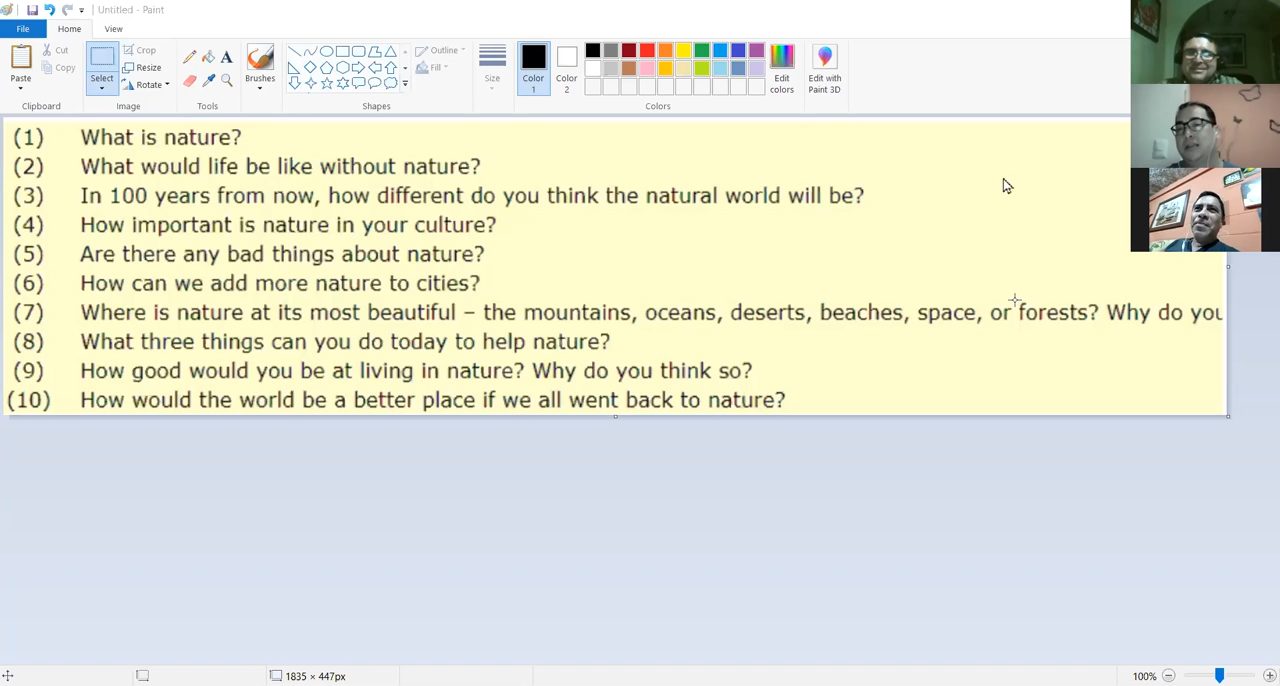 Untitled - Paint
File Home View
Paste
Cut
Copy
Clipboard
Select
Crop
Resize
Rotate
Image
Tools
Brushes
Outline
Fill
Shapes
Size
Color 1
Color 2
Edit colors
Colors
Edit with Paint 3D
(1) What is nature?
(2) What would life be like without nature?
(3) In 100 years from now, how different do you think the natural world will be?
(4) How important is nature in your culture?
(5) Are there any bad things about nature?
(6) How can we add more nature to cities?
(7) Where is nature at its most beautiful – the mountains, oceans, deserts, beaches, space, or forests? Why do you
(8) What three things can you do today to help nature?
(9) How good would you be at living in nature? Why do you think so?
(10) How would the world be a better place if we all went back to nature?
1835 × 447px
100%